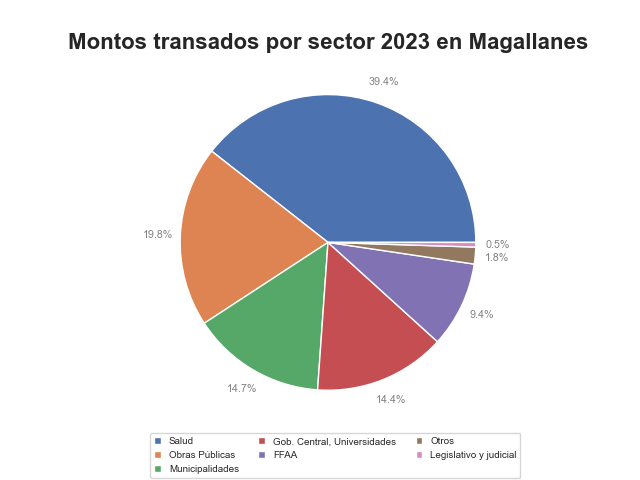 Montos transados por sector 2023 en Magallanes
39.4%
19.8%
0.5%
1.8%
9.4%
14.7%
14.4%
Salud
Obras Públicas
Municipalidades
Gob. Central, Universidades
FFAA
Otros
Legislativo y judicial